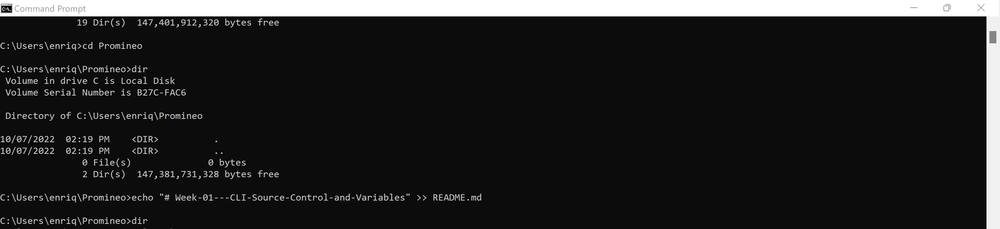 Command Prompt
19 Dir(s)  147,401,912,320 bytes free
C:\Users\enriq>cd Promineo
C:\Users\enriq\Promineo>dir
Volume in drive C is Local Disk
Volume Serial Number is B27C-FAC6
Directory of C:\Users\enriq\Promineo
10/07/2022  02:19 PM    <DIR>          .
10/07/2022  02:19 PM    <DIR>          ..
0 File(s)              0 bytes
2 Dir(s)  147,381,731,328 bytes free
C:\Users\enriq\Promineo>echo "# Week-01---CLI-Source-Control-and-Variables" >> README.md
C:\Users\enriq\Promineo>dir